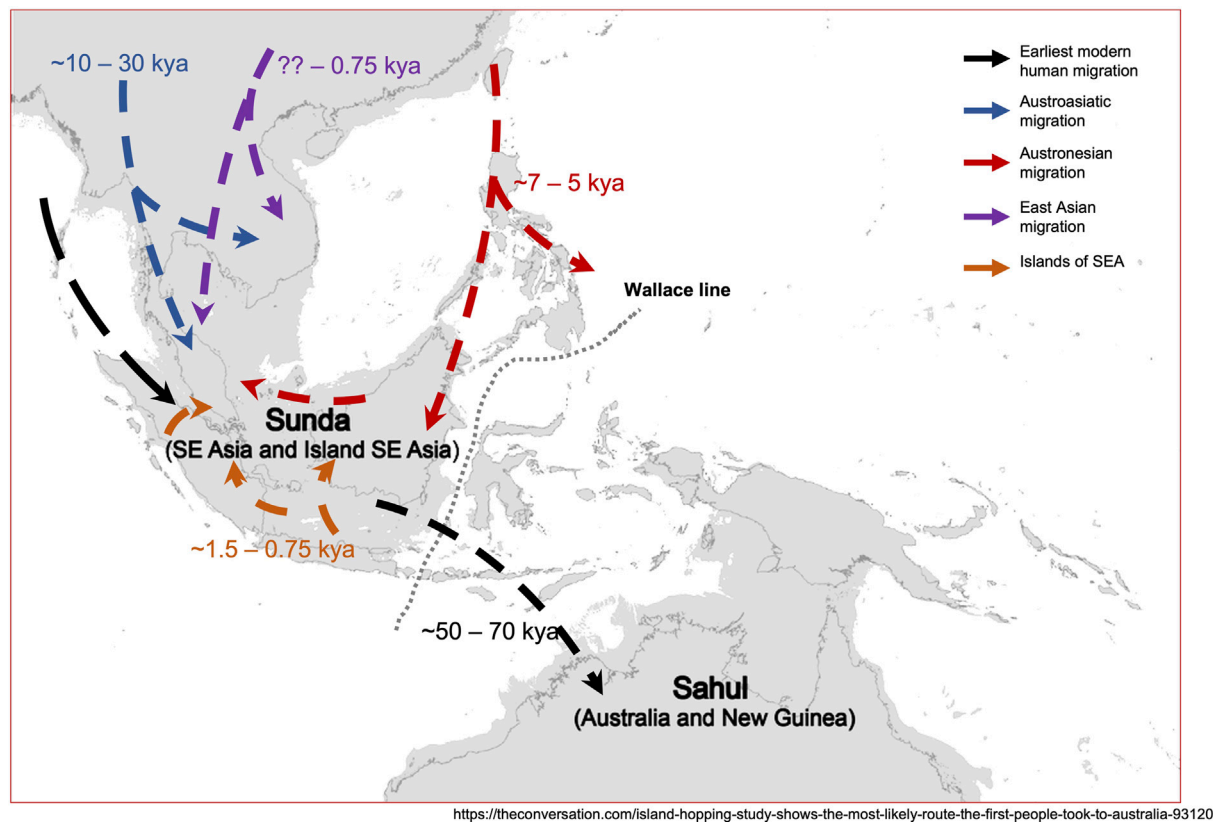 ~10 – 30 kya
?? – 0.75 kya
Earliest modern
human migration
Austroasiatic
migration
Austronesian
migration
East Asian
migration
Islands of SEA
~7 – 5 kya
Wallace line
Sunda
(SE Asia and Island SE Asia)
~1.5 – 0.75 kya
~50 – 70 kya
Sahul
(Australia and New Guinea)
https://theconversation.com/island-hopping-study-shows-the-most-likely-route-the-first-people-took-to-australia-93120